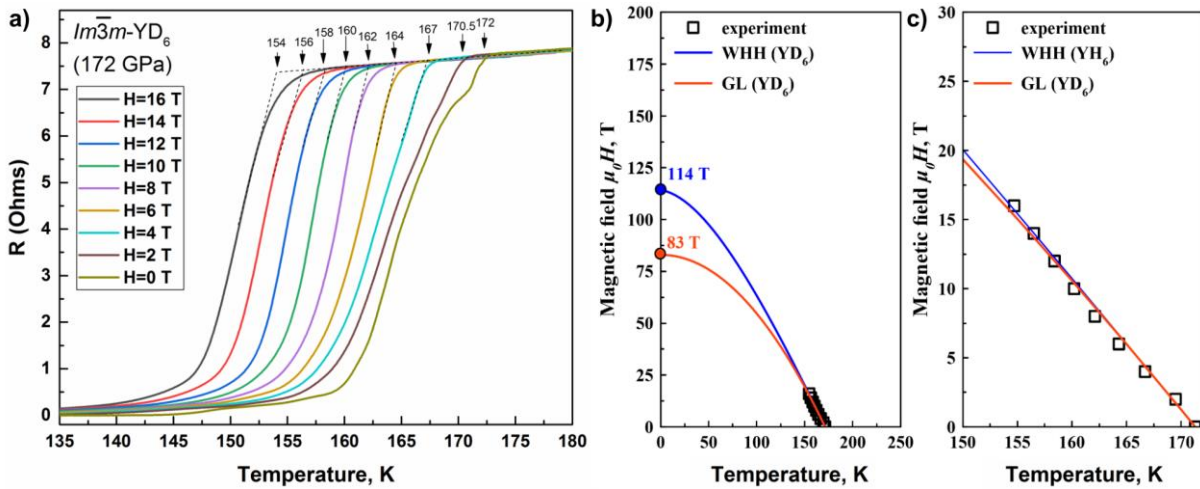 a)
Im3̅m-YD₆
(172 GPa)
H=16 T
H=14 T
H=12 T
H=10 T
H=8 T
H=6 T
H=4 T
H=2 T
H=0 T
154 156 158 160 162 164 167 170.5 172
R (Ohms)
8
7
6
5
4
3
2
1
0
135 140 145 150 155 160 165 170 175 180
Temperature, K
b)
experiment
WHH (YD₆)
GL (YD₆)
114 T
83 T
Magnetic field μ₀H, T
200
175
150
125
100
75
50
25
0
0 50 100 150 200 250
Temperature, K
c)
experiment
WHH (YH₆)
GL (YD₆)
Magnetic field μ₀H, T
30
25
20
15
10
5
0
150 155 160 165 170
Temperature, K